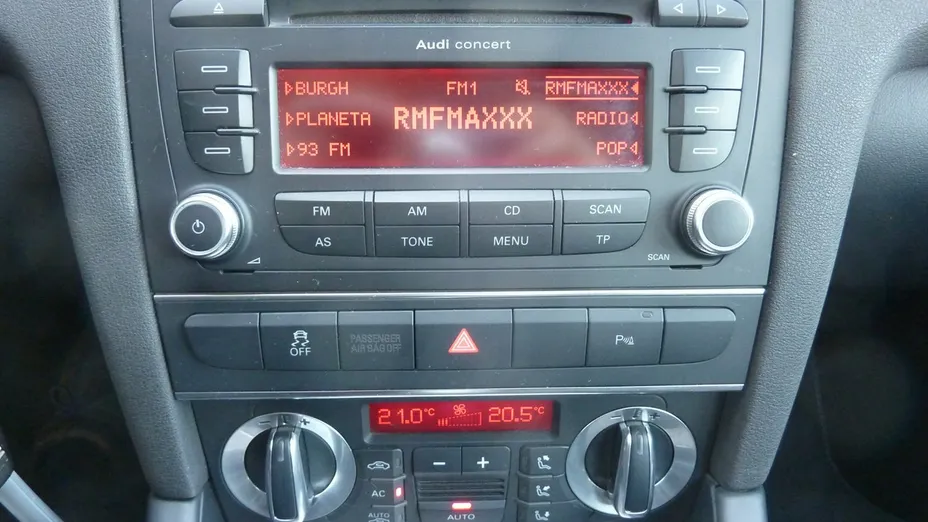 Audi concert
BURGH FM1 RMFMAXXX
PLANETA RMFMAXXX RADIO
93 FM POP
FM AM CD SCAN
AS TONE MENU TP
SCAN
OFF
PASSENGER
AIR BAG OFF
P
21.0°C 20.5°C
AC
AUTO
AUTO